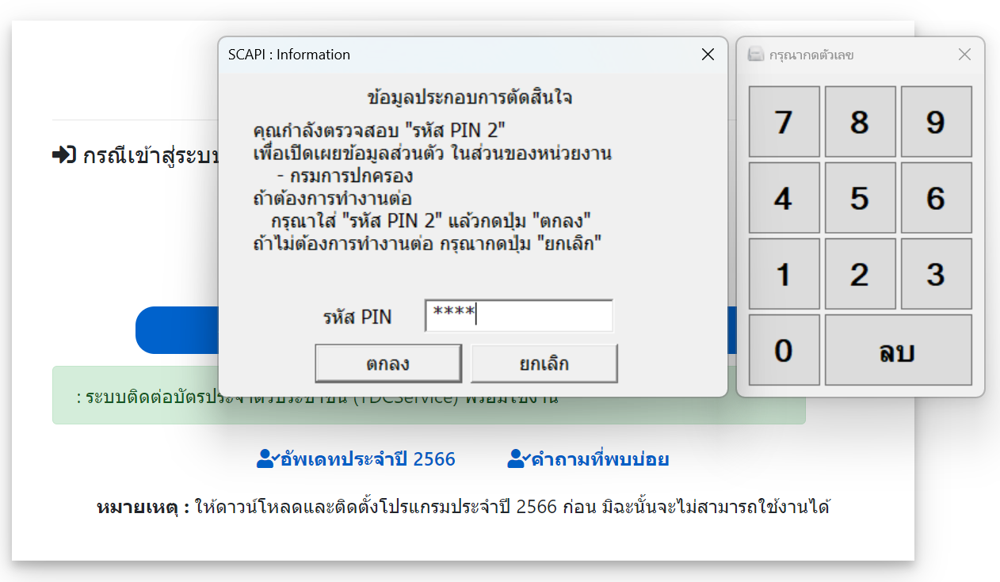 SCAPI : Information
ข้อมูลประกอบการตัดสินใจ
คุณกำลังตรวจสอบ "รหัส PIN 2"
เพื่อเปิดเผยข้อมูลส่วนตัว ในส่วนของหน่วยงาน
- กรมการปกครอง
ถ้าต้องการทำงานต่อ
กรุณาใส่ "รหัส PIN 2" แล้วกดปุ่ม "ตกลง"
ถ้าไม่ต้องการทำงานต่อ กรุณากดปุ่ม "ยกเลิก"
รหัส PIN ****
ตกลง ยกเลิก
กรุณากดตัวเลข
7 8 9
4 5 6
1 2 3
0 ลบ
กรณีเข้าสู่ระบบ
: ระบบติดต่อบัตรประจำตัวประชาชน (TDCService) พร้อมใช้งาน
อัพเดทประจำปี 2566 คำถามที่พบบ่อย
หมายเหตุ : ให้ดาวน์โหลดและติดตั้งโปรแกรมประจำปี 2566 ก่อน มิฉะนั้นจะไม่สามารถใช้งานได้